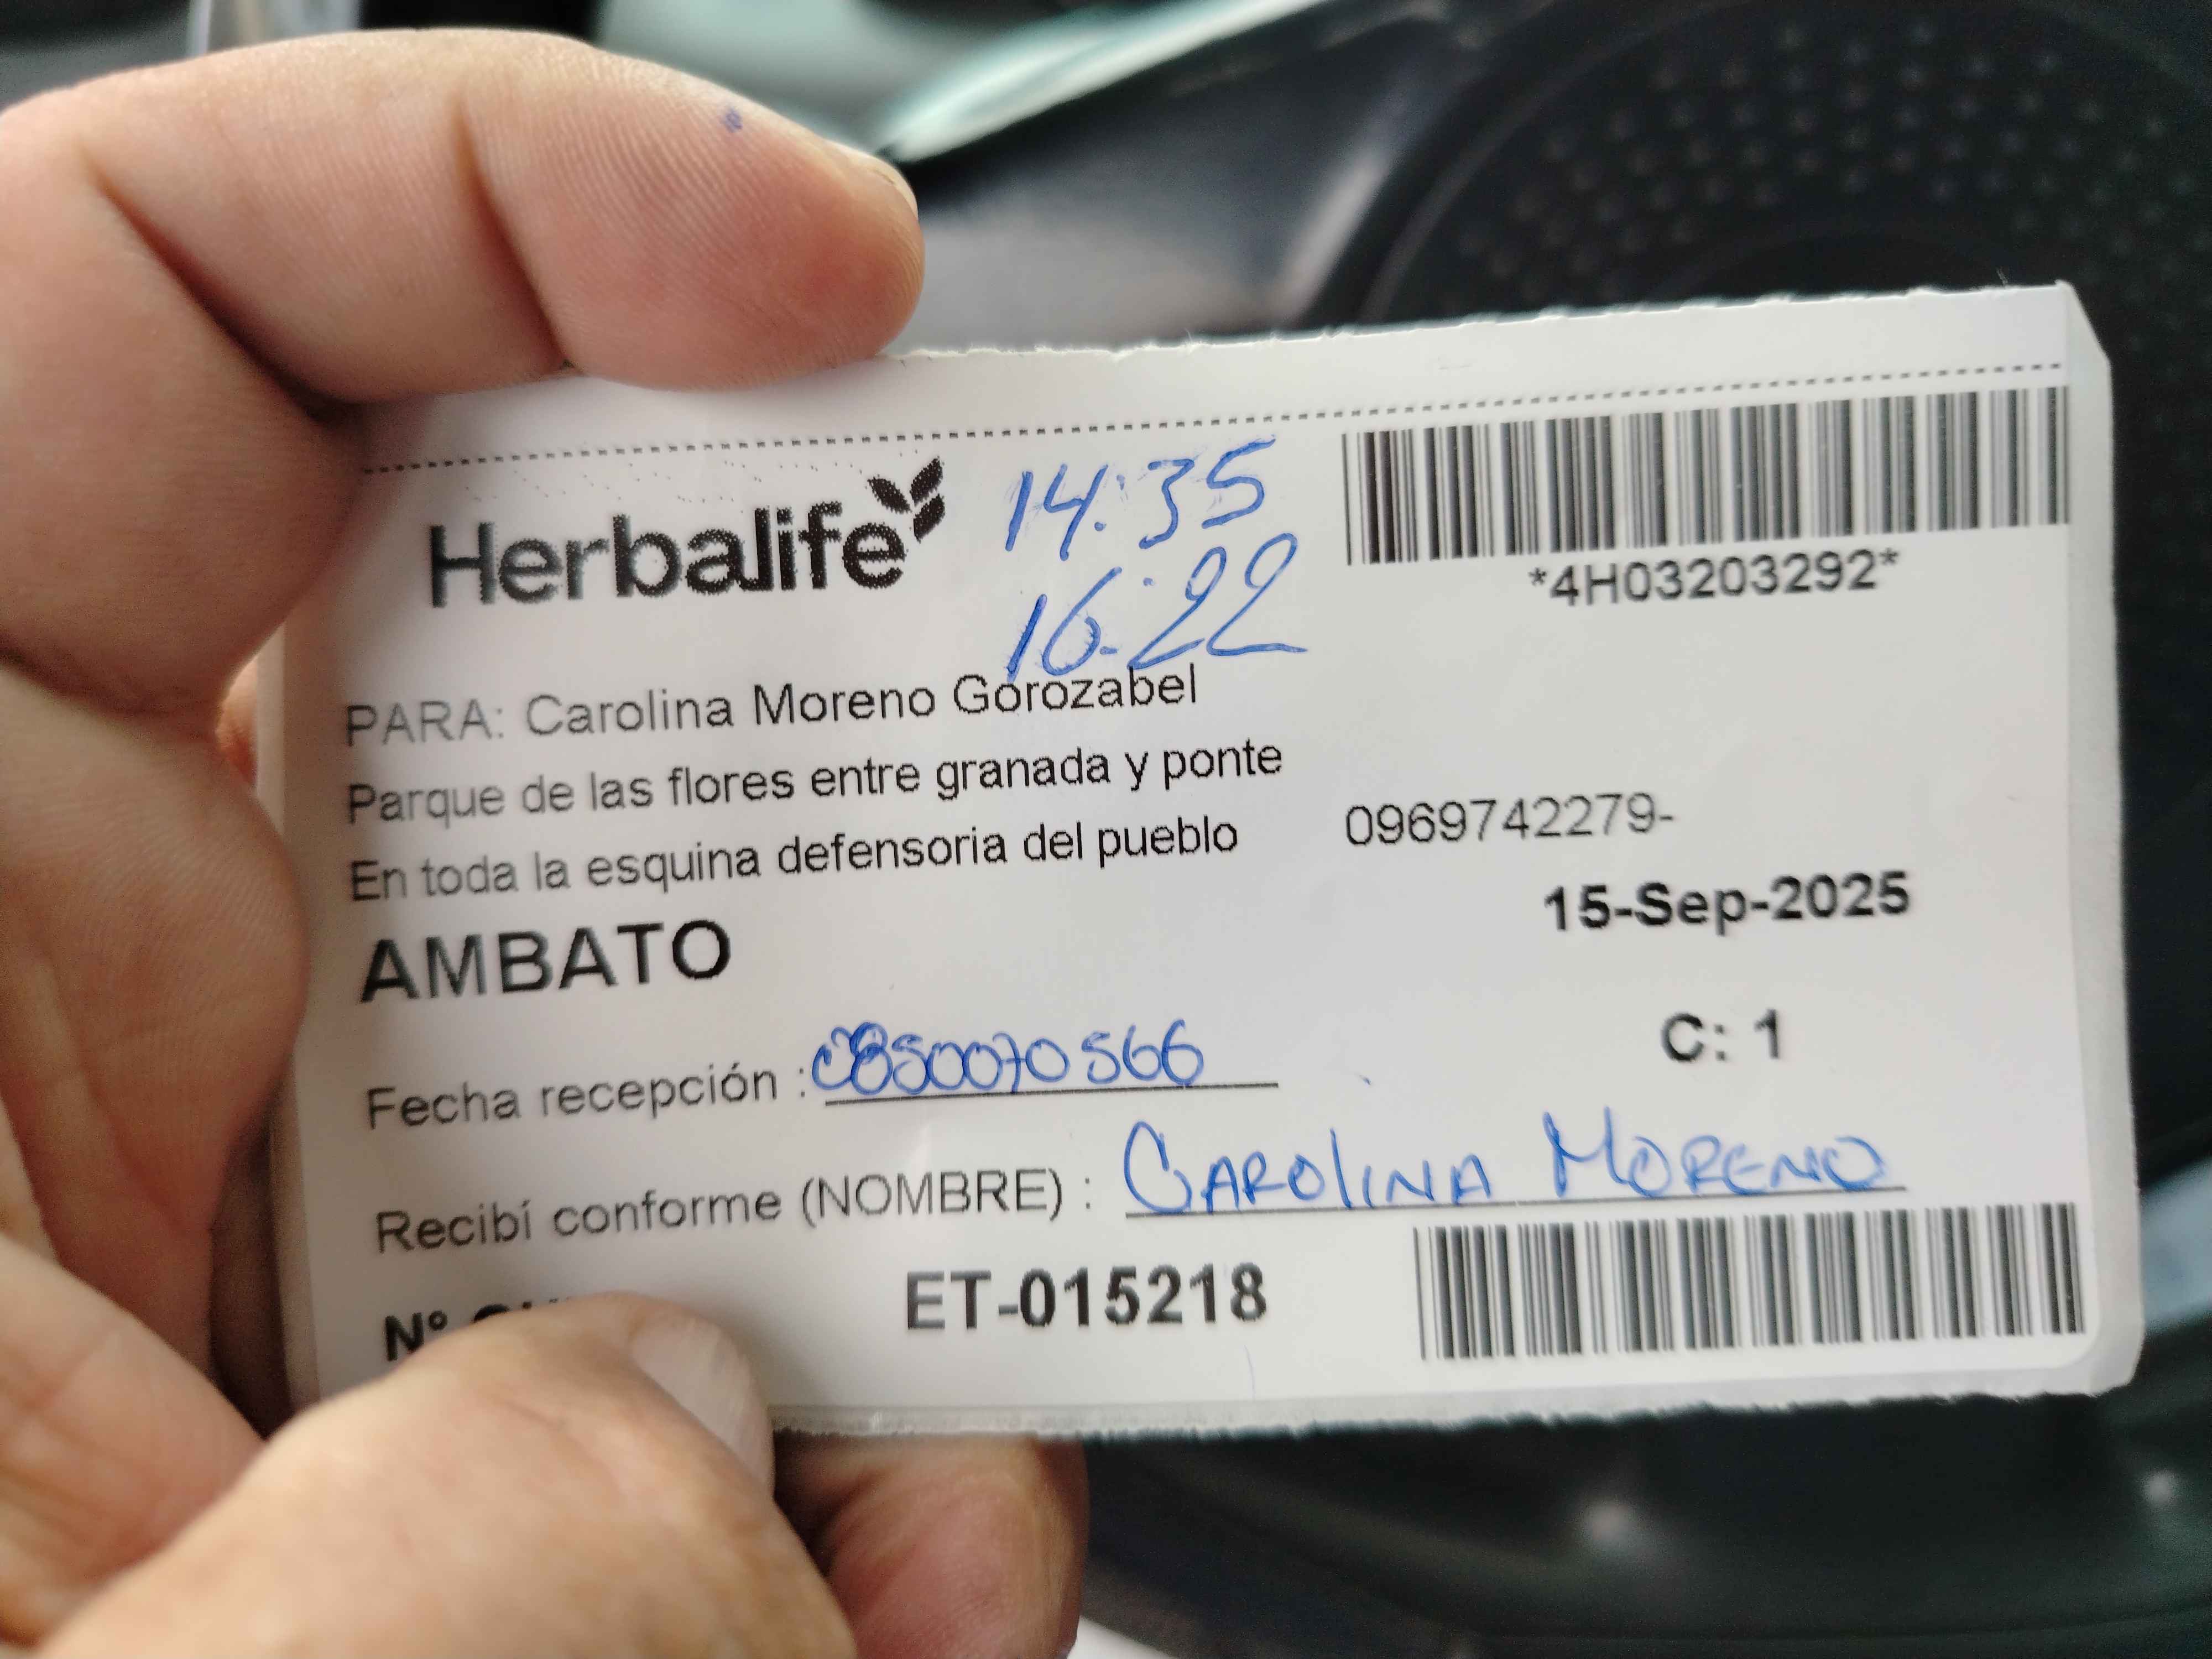 Herbalife
14:35
16:22
*4H03203292*
PARA: Carolina Moreno Gorozabel
Parque de las flores entre granada y ponte
En toda la esquina defensoria del pueblo
0969742279-
AMBATO
15-Sep-2025
C: 1
Fecha recepción :
Recibí conforme (NOMBRE) : CAROLINA MORENO
Nº
ET-015218